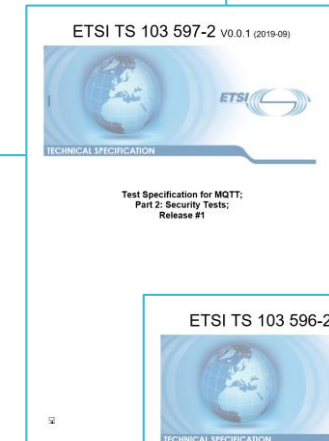 ETSI TS 103 597-2 V0.0.1 (2019-09)
ETSI
TECHNICAL SPECIFICATION
Test Specification for MQTT;
Part 2: Security Tests;
Release #1
ETSI TS 103 596-2
TECHNICAL SPECIFICATION